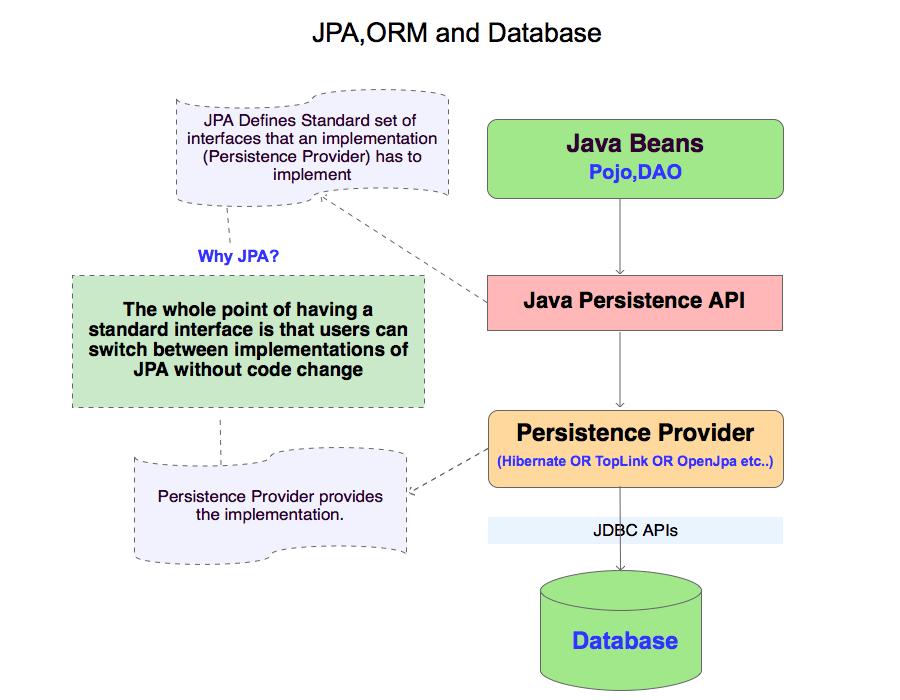 JPA,ORM and Database
JPA Defines Standard set of
interfaces that an implementation
(Persistence Provider) has to
implement
Java Beans
Pojo,DAO
Why JPA?
The whole point of having a
standard interface is that users can
switch between implementations of
JPA without code change
Java Persistence API
Persistence Provider
(Hibernate OR TopLink OR OpenJpa etc..)
Persistence Provider provides
the implementation.
JDBC APIs
Database